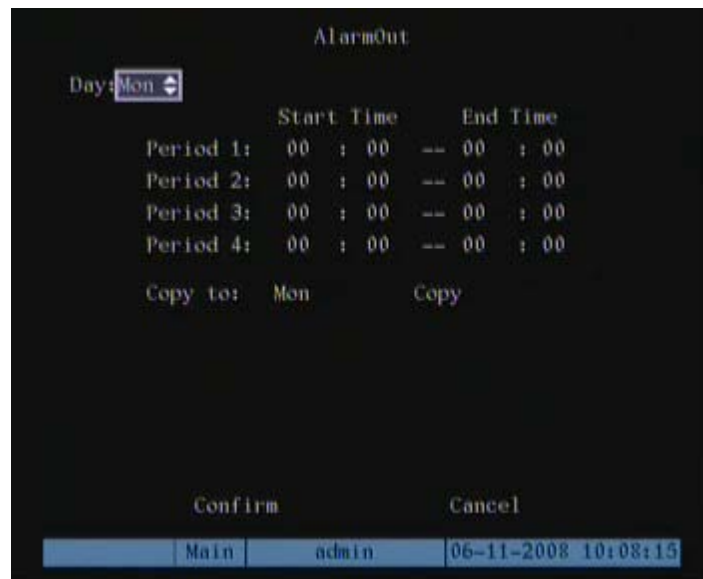 AlarmOut
Day: Mon
Start Time End Time
Period 1: 00 : 00 -- 00 : 00
Period 2: 00 : 00 -- 00 : 00
Period 3: 00 : 00 -- 00 : 00
Period 4: 00 : 00 -- 00 : 00
Copy to: Mon Copy
Confirm Cancel
Main admin 06-11-2008 10:08:15